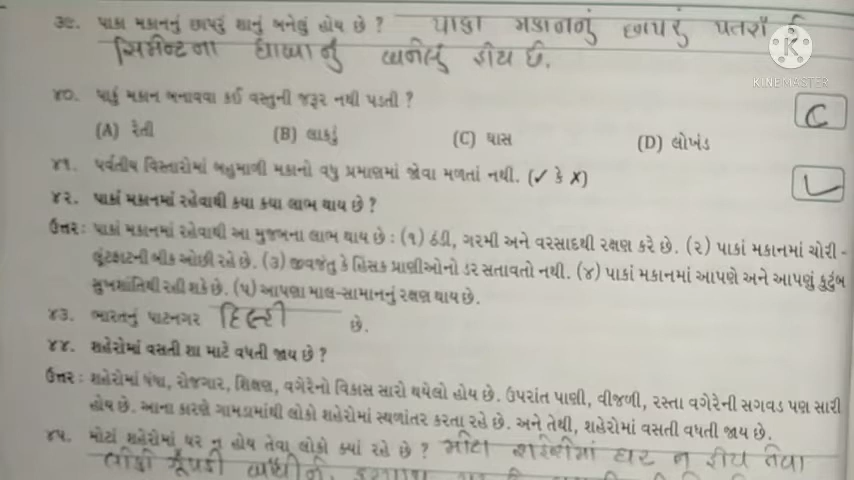 ૩૯. પાકા મકાનનું છાપરું શાનું બનેલું હોય છે ? પાકા મકાનનું છાપરું પતરાં ઈ
સિમેન્ટના ધાબાનું બનેલું હોય છે.
KINEMASTER
૪૦. પાકું મકાન બનાવવા કઈ વસ્તુની જરૂર નથી પડતી ? C
(A) રેતી (B) લાકડું (C) ઘાસ (D) લોખંડ
૪૧. પર્વતીય વિસ્તારોમાં બહુમાળી મકાનો વધુ પ્રમાણમાં જોવા મળતાં નથી. (✓ કે ✗) ✓
૪૨. પાકાં મકાનમાં રહેવાથી ક્યા ક્યા લાભ થાય છે ?
ઉત્તર: પાકાં મકાનમાં રહેવાથી આ મુજબના લાભ થાય છે : (૧) ઠંડી, ગરમી અને વરસાદથી રક્ષણ કરે છે. (૨) પાકાં મકાનમાં ચોરી -
લૂંટફાટની બીક ઓછી રહે છે. (૩) જીવજંતુ કે હિંસક પ્રાણીઓનો ડર સતાવતો નથી. (૪) પાકાં મકાનમાં આપણે અને આપણું કુટુંબ
સુખશાંતિથી રહી શકે છે. (૫) આપણા માલ-સામાનનું રક્ષણ થાય છે.
૪૩. ભારતનું પાટનગર દિલ્હી છે.
૪૪. શહેરોમાં વસતી શા માટે વધતી જાય છે ?
ઉત્તર: શહેરોમાં ધંધા, રોજગાર, શિક્ષણ, વગેરેનો વિકાસ સારો થયેલો હોય છે. ઉપરાંત પાણી, વીજળી, રસ્તા વગેરેની સગવડ પણ સારી
હોય છે. આના કારણે ગામડામાંથી લોકો શહેરોમાં સ્થળાંતર કરતા રહે છે. અને તેથી, શહેરોમાં વસતી વધતી જાય છે.
૪૫. મોટાં શહેરોમાં ઘર ન હોય તેવા લોકો ક્યાં રહે છે ? મોટા શહેરોમાં ઘર ન હોય તેવા
લોકો ઝૂંપડી બાંધીને,